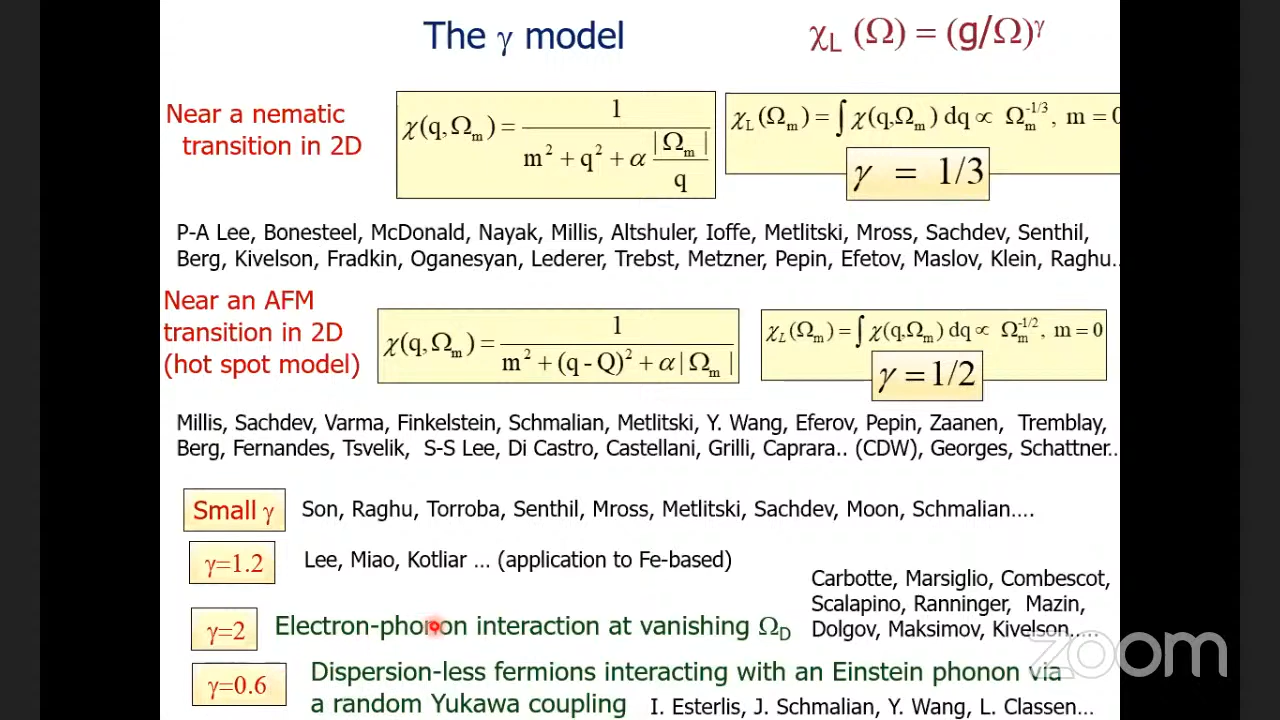 The γ model
χL (Ω) = (g/Ω)^γ
Near a nematic
transition in 2D
χ(q,Ωm) = 1 / (m² + q² + α |Ωm|/q)
χL(Ωm) = ∫ χ(q,Ωm) dq ∝ Ωm^-1/3, m = 0
γ = 1/3
P-A Lee, Bonesteel, McDonald, Nayak, Millis, Altshuler, Ioffe, Metlitski, Mross, Sachdev, Senthil,
Berg, Kivelson, Fradkin, Oganesyan, Lederer, Trebst, Metzner, Pepin, Efetov, Maslov, Klein, Raghu..
Near an AFM
transition in 2D
(hot spot model)
χ(q,Ωm) = 1 / (m² + (q - Q)² + α | Ωm |)
χL(Ωm) = ∫ χ(q,Ωm) dq ∝ Ωm^-1/2, m = 0
γ = 1/2
Millis, Sachdev, Varma, Finkelstein, Schmalian, Metlitski, Y. Wang, Eferov, Pepin, Zaanen, Tremblay,
Berg, Fernandes, Tsvelik, S-S Lee, Di Castro, Castellani, Grilli, Caprara.. (CDW), Georges, Schattner..
Small γ
Son, Raghu, Torroba, Senthil, Mross, Metlitski, Sachdev, Moon, Schmalian....
γ=1.2
Lee, Miao, Kotliar ... (application to Fe-based)
Carbotte, Marsiglio, Combescot,
Scalapino, Ranninger, Mazin,
Dolgov, Maksimov, Kivelson.....
γ=2
Electron-phonon interaction at vanishing ΩD
γ=0.6
Dispersion-less fermions interacting with an Einstein phonon via
a random Yukawa coupling
I. Esterlis, J. Schmalian, Y. Wang, L. Classen...
zoom